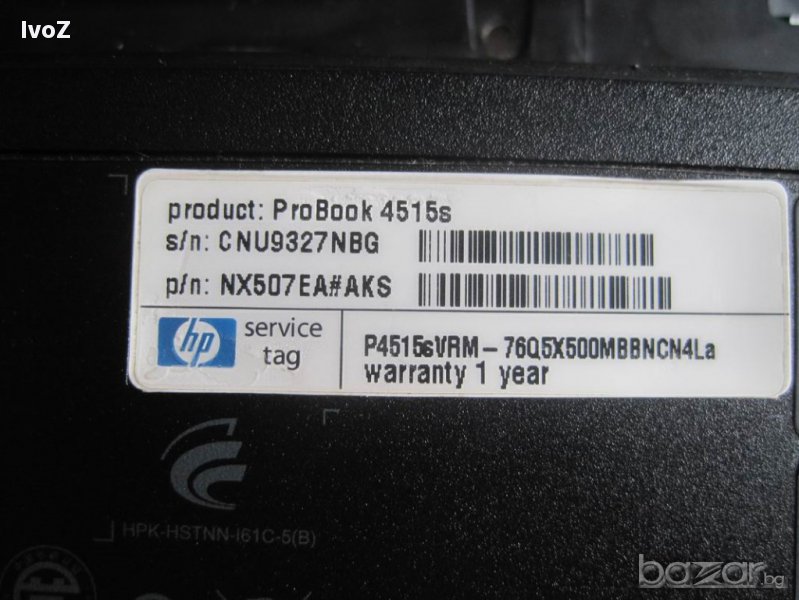 IvoZ
product: ProBook 4515s
s/n: CNU9327NBG
p/n: NX507EA#AKS
hp
service
tag
P4515sVRM-76Q5X500MBBNCN4La
warranty 1 year
HPK-HSTNN-I61C-5(B)
bazar.bg